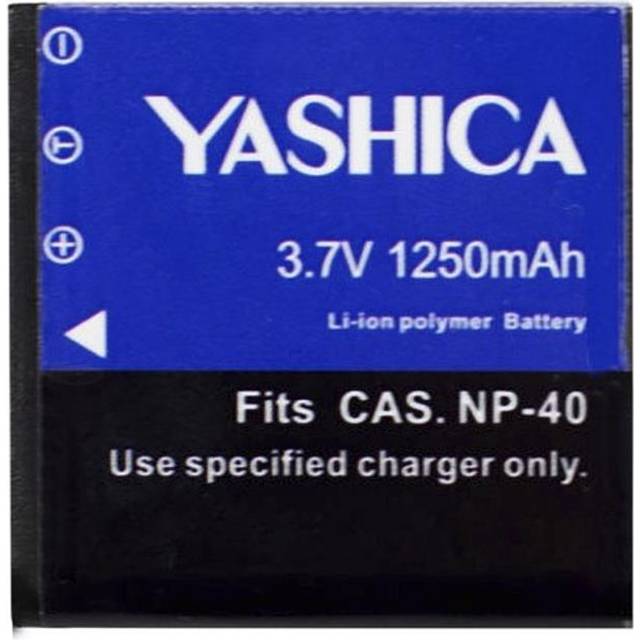 YASHICA
3.7V 1250mAh
Li-ion polymer Battery
Fits CAS. NP-40
Use specified charger only.
T